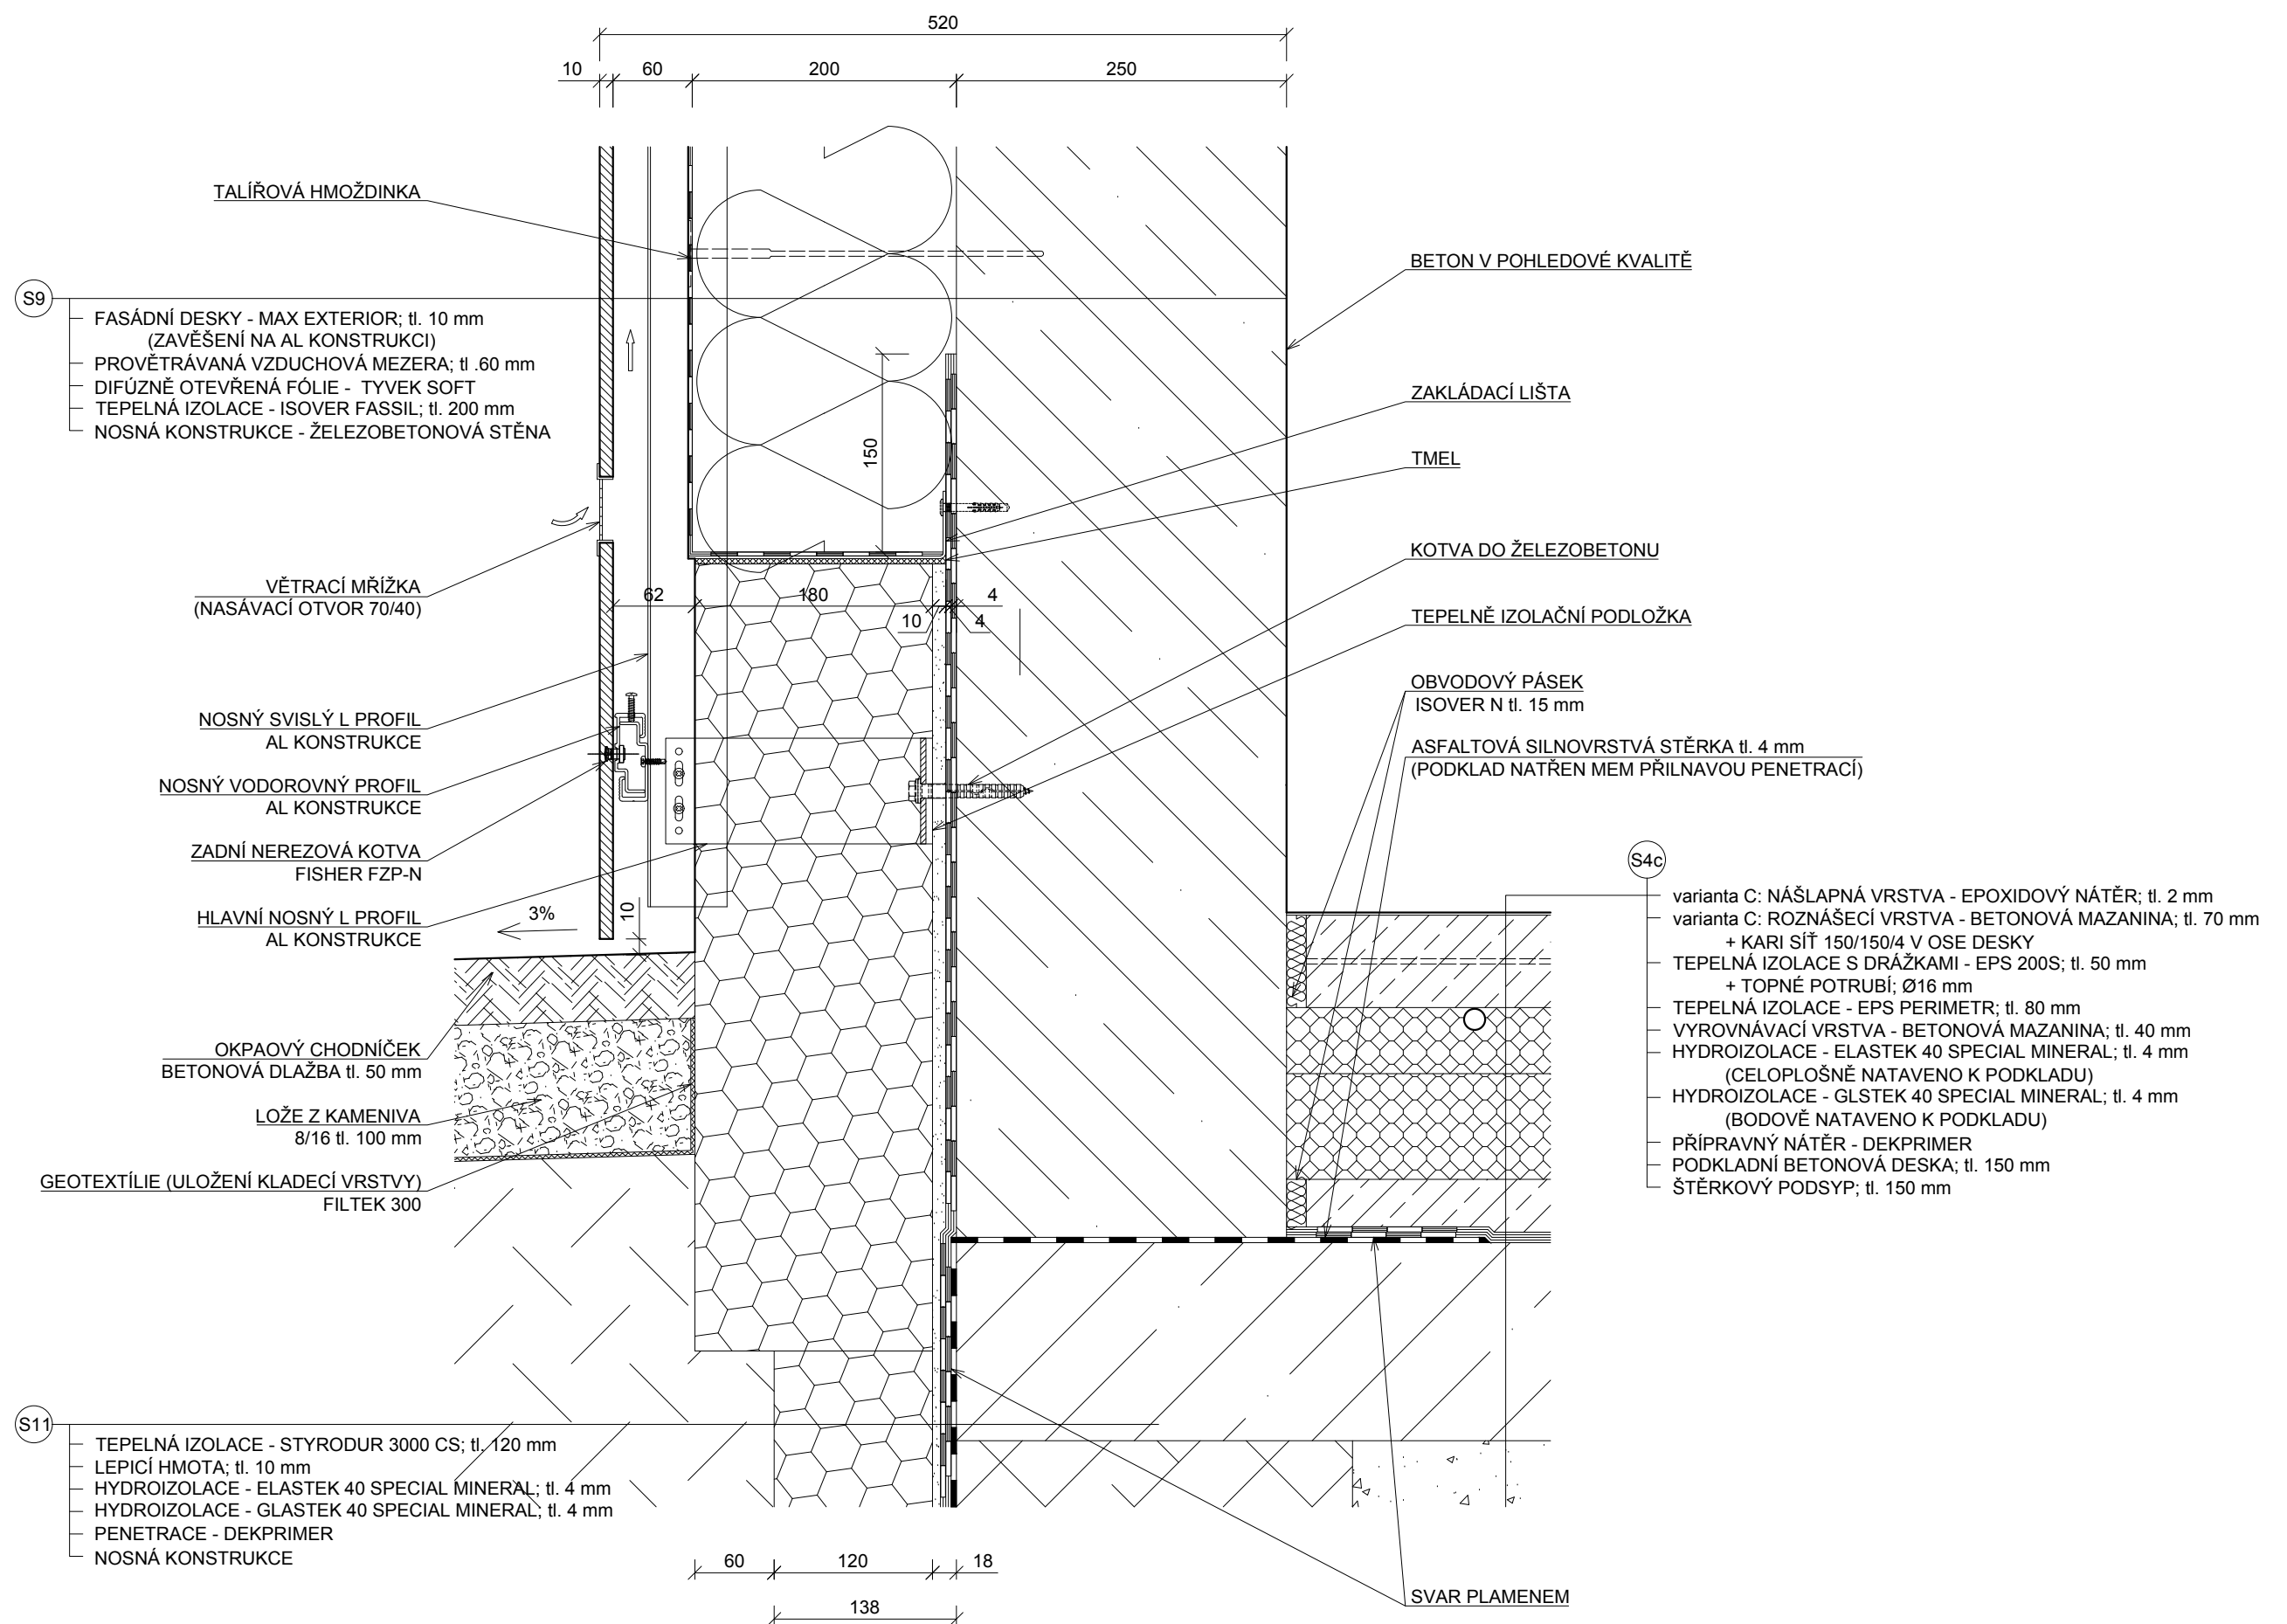 520
10
60
200
250
TALÍŘOVÁ HMOŽDINKA
BETON V POHLEDOVÉ KVALITĚ
S9
FASÁDNÍ DESKY - MAX EXTERIOR; tl. 10 mm
(ZAVĚŠENÍ NA AL KONSTRUKCI)
PROVĚTRÁVANÁ VZDUCHOVÁ MEZERA; tl .60 mm
DIFÚZNĚ OTEVŘENÁ FÓLIE - TYVEK SOFT
TEPELNÁ IZOLACE - ISOVER FASSIL; tl. 200 mm
NOSNÁ KONSTRUKCE - ŽELEZOBETONOVÁ STĚNA
150
ZAKLÁDACÍ LIŠTA
TMEL
KOTVA DO ŽELEZOBETONU
VĚTRACÍ MŘÍŽKA
(NASÁVACÍ OTVOR 70/40)
62
180
4
10
4
TEPELNĚ IZOLAČNÍ PODLOŽKA
OBVODOVÝ PÁSEK
ISOVER N tl. 15 mm
NOSNÝ SVISLÝ L PROFIL
AL KONSTRUKCE
ASFALTOVÁ SILNOVRSTVÁ STĚRKA tl. 4 mm
(PODKLAD NATŘEN MEM PŘILNAVOU PENETRACÍ)
NOSNÝ VODOROVNÝ PROFIL
AL KONSTRUKCE
ZADNÍ NEREZOVÁ KOTVA
FISHER FZP-N
HLAVNÍ NOSNÝ L PROFIL
AL KONSTRUKCE
3%
10
S4c
varianta C: NÁŠLAPNÁ VRSTVA - EPOXIDOVÝ NÁTĚR; tl. 2 mm
varianta C: ROZNÁŠECÍ VRSTVA - BETONOVÁ MAZANINA; tl. 70 mm
+ KARI SÍŤ 150/150/4 V OSE DESKY
TEPELNÁ IZOLACE S DRÁŽKAMI - EPS 200S; tl. 50 mm
+ TOPNÉ POTRUBÍ; Ø16 mm
TEPELNÁ IZOLACE - EPS PERIMETR; tl. 80 mm
VYROVNÁVACÍ VRSTVA - BETONOVÁ MAZANINA; tl. 40 mm
HYDROIZOLACE - ELASTEK 40 SPECIAL MINERAL; tl. 4 mm
(CELOPLOŠNĚ NATAVENO K PODKLADU)
HYDROIZOLACE - GLSTEK 40 SPECIAL MINERAL; tl. 4 mm
(BODOVĚ NATAVENO K PODKLADU)
PŘÍPRAVNÝ NÁTĚR - DEKPRIMER
PODKLADNÍ BETONOVÁ DESKA; tl. 150 mm
ŠTĚRKOVÝ PODSYP; tl. 150 mm
OKPAOVÝ CHODNÍČEK
BETONOVÁ DLAŽBA tl. 50 mm
LOŽE Z KAMENIVA
8/16 tl. 100 mm
GEOTEXTÍLIE (ULOŽENÍ KLADECÍ VRSTVY)
FILTEK 300
S11
TEPELNÁ IZOLACE - STYRODUR 3000 CS; tl. 120 mm
LEPICÍ HMOTA; tl. 10 mm
HYDROIZOLACE - ELASTEK 40 SPECIAL MINERAL; tl. 4 mm
HYDROIZOLACE - GLASTEK 40 SPECIAL MINERAL; tl. 4 mm
PENETRACE - DEKPRIMER
NOSNÁ KONSTRUKCE
60
120
18
138
SVAR PLAMENEM